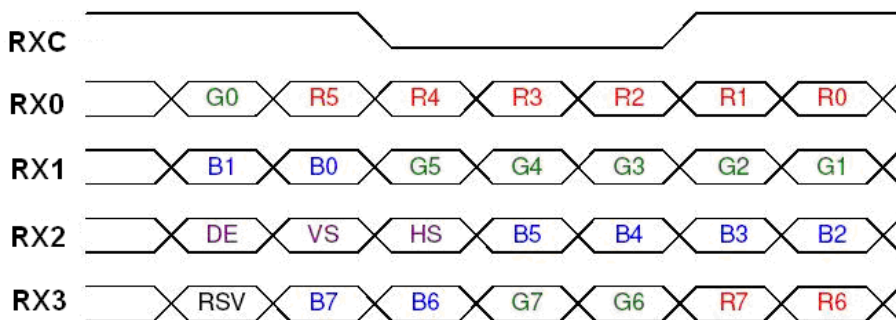 RXC
RX0 G0 R5 R4 R3 R2 R1 R0
RX1 B1 B0 G5 G4 G3 G2 G1
RX2 DE VS HS B5 B4 B3 B2
RX3 RSV B7 B6 G7 G6 R7 R6